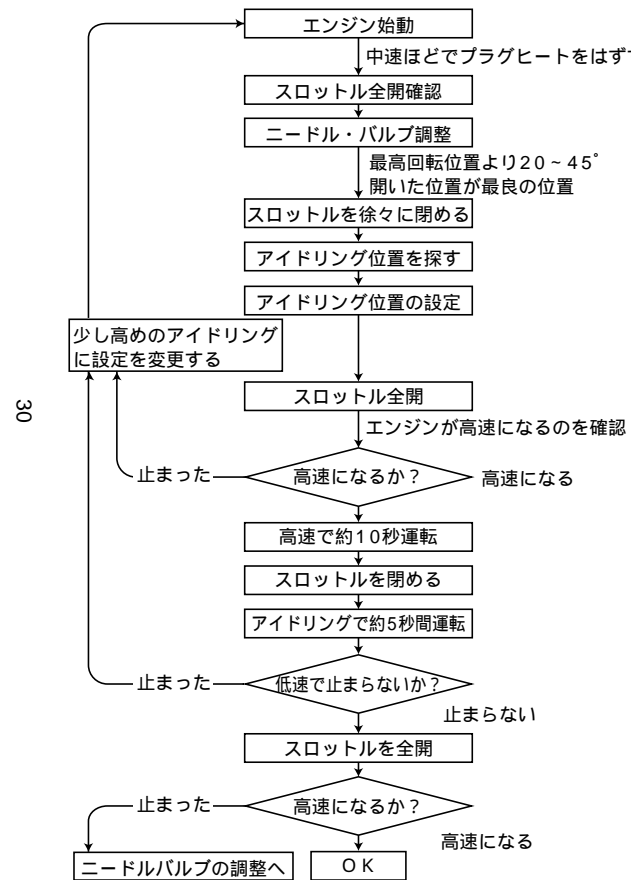 エンジン始動
中速ほどでプラグヒートをはず
スロットル全開確認
ニードル・バルブ調整
最高回転位置より20~45°
開いた位置が最良の位置
スロットルを徐々に閉める
アイドリング位置を探す
アイドリング位置の設定
少し高めのアイドリング
に設定を変更する
スロットル全開
エンジンが高速になるのを確認
30
止まった
高速になるか?
高速になる
高速で約10秒運転
スロットルを閉める
アイドリングで約5秒間運転
止まった
低速で止まらないか?
止まらない
スロットルを全開
止まった
高速になるか?
高速になる
ニードルバルブの調整へ
OK